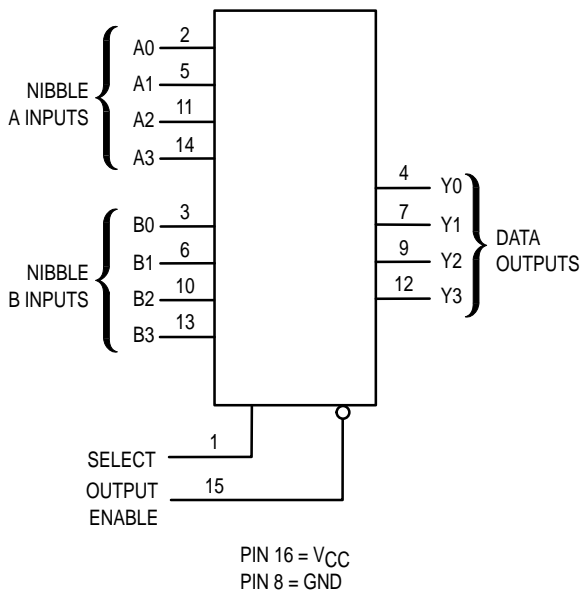 A0 2
A1 5
A2 11
A3 14
NIBBLE
A INPUTS
B0 3
B1 6
B2 10
B3 13
NIBBLE
B INPUTS
4 Y0
7 Y1
9 Y2
12 Y3
DATA
OUTPUTS
SELECT 1
OUTPUT 15
ENABLE
PIN 16 = VCC
PIN 8 = GND